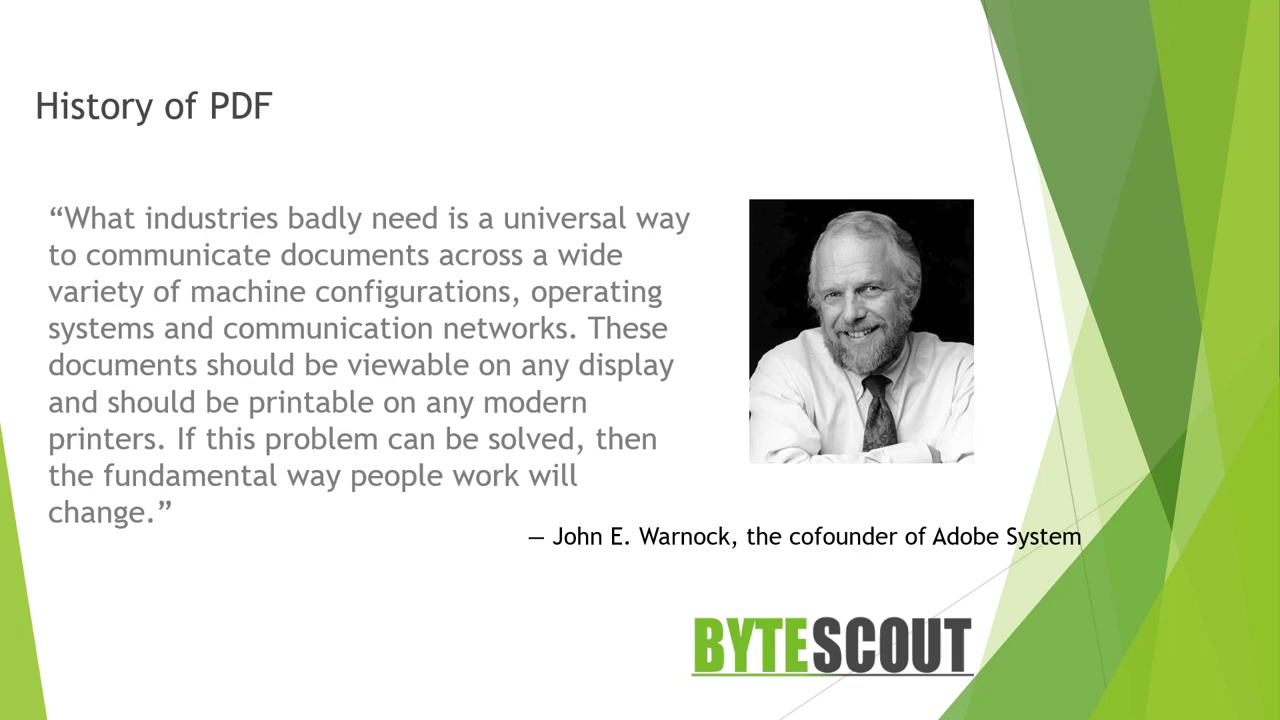 History of PDF
“What industries badly need is a universal way
to communicate documents across a wide
variety of machine configurations, operating
systems and communication networks. These
documents should be viewable on any display
and should be printable on any modern
printers. If this problem can be solved, then
the fundamental way people work will
change.”
— John E. Warnock, the cofounder of Adobe System
BYTESCOUT